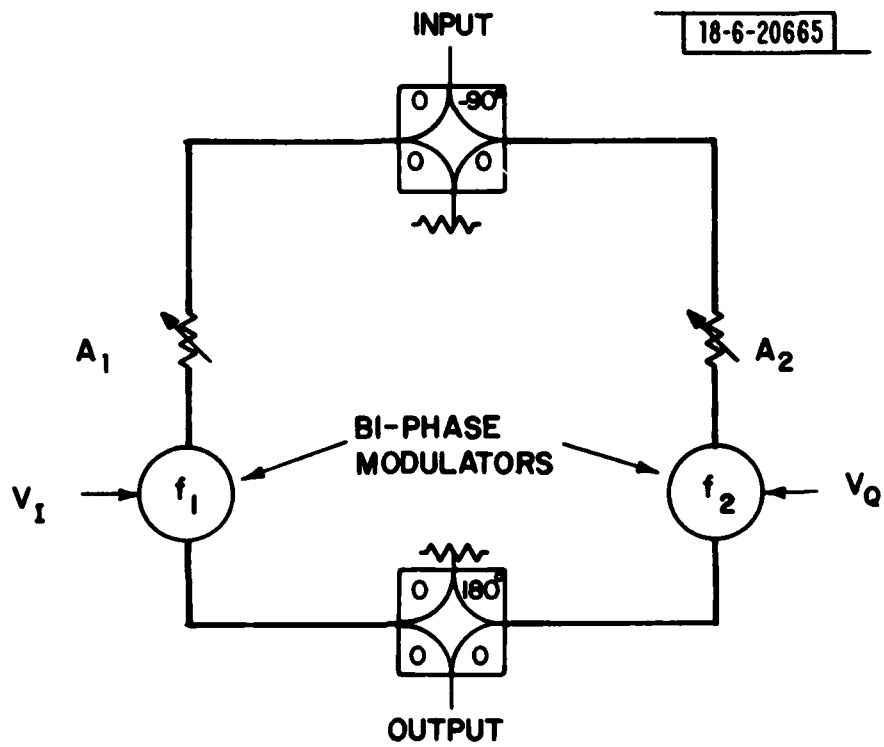 INPUT
18-6-20665
0 -90°
0 0
A1
A2
BI-PHASE
MODULATORS
VI
f1
f2
VQ
0 180°
0 0
OUTPUT